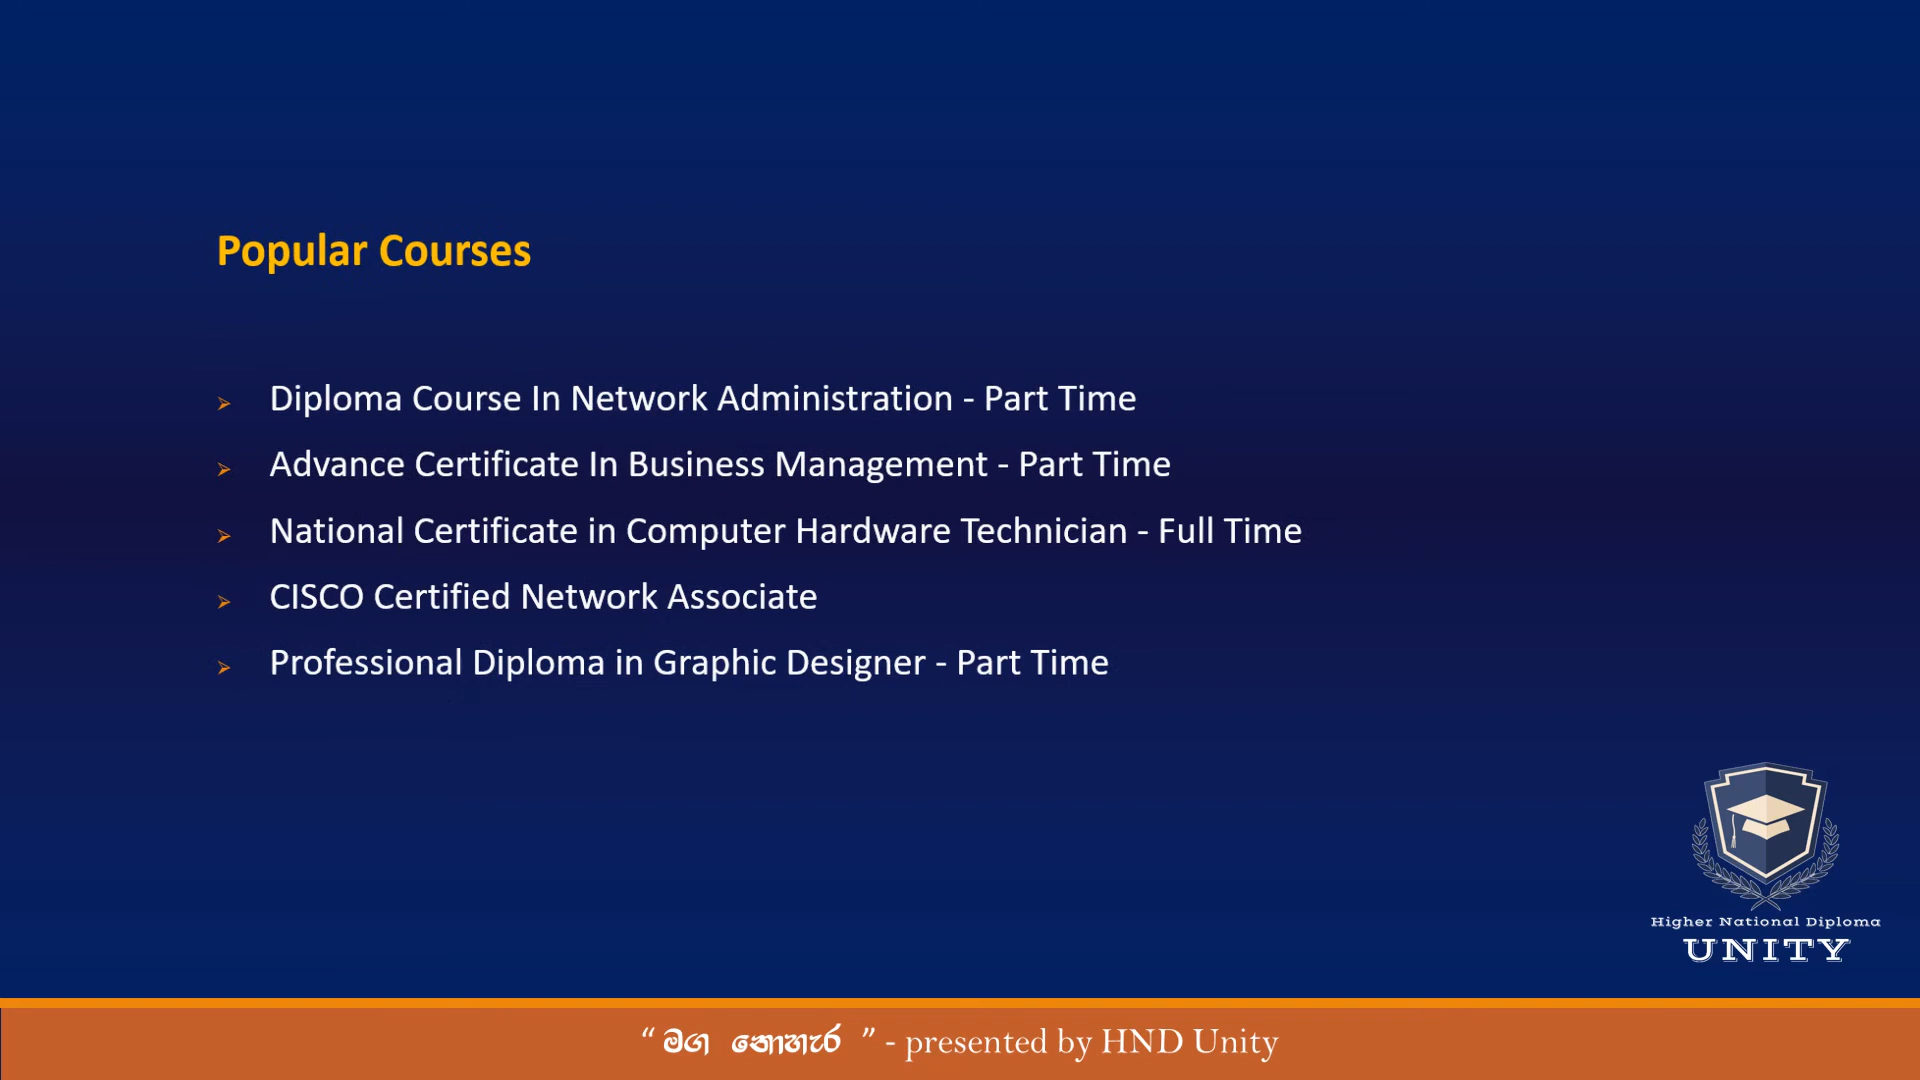 Popular Courses
➢ Diploma Course In Network Administration - Part Time
➢ Advance Certificate In Business Management - Part Time
➢ National Certificate in Computer Hardware Technician - Full Time
➢ CISCO Certified Network Associate
➢ Professional Diploma in Graphic Designer - Part Time
Higher National Diploma
UNITY
“ මග නොහැර ” - presented by HND Unity